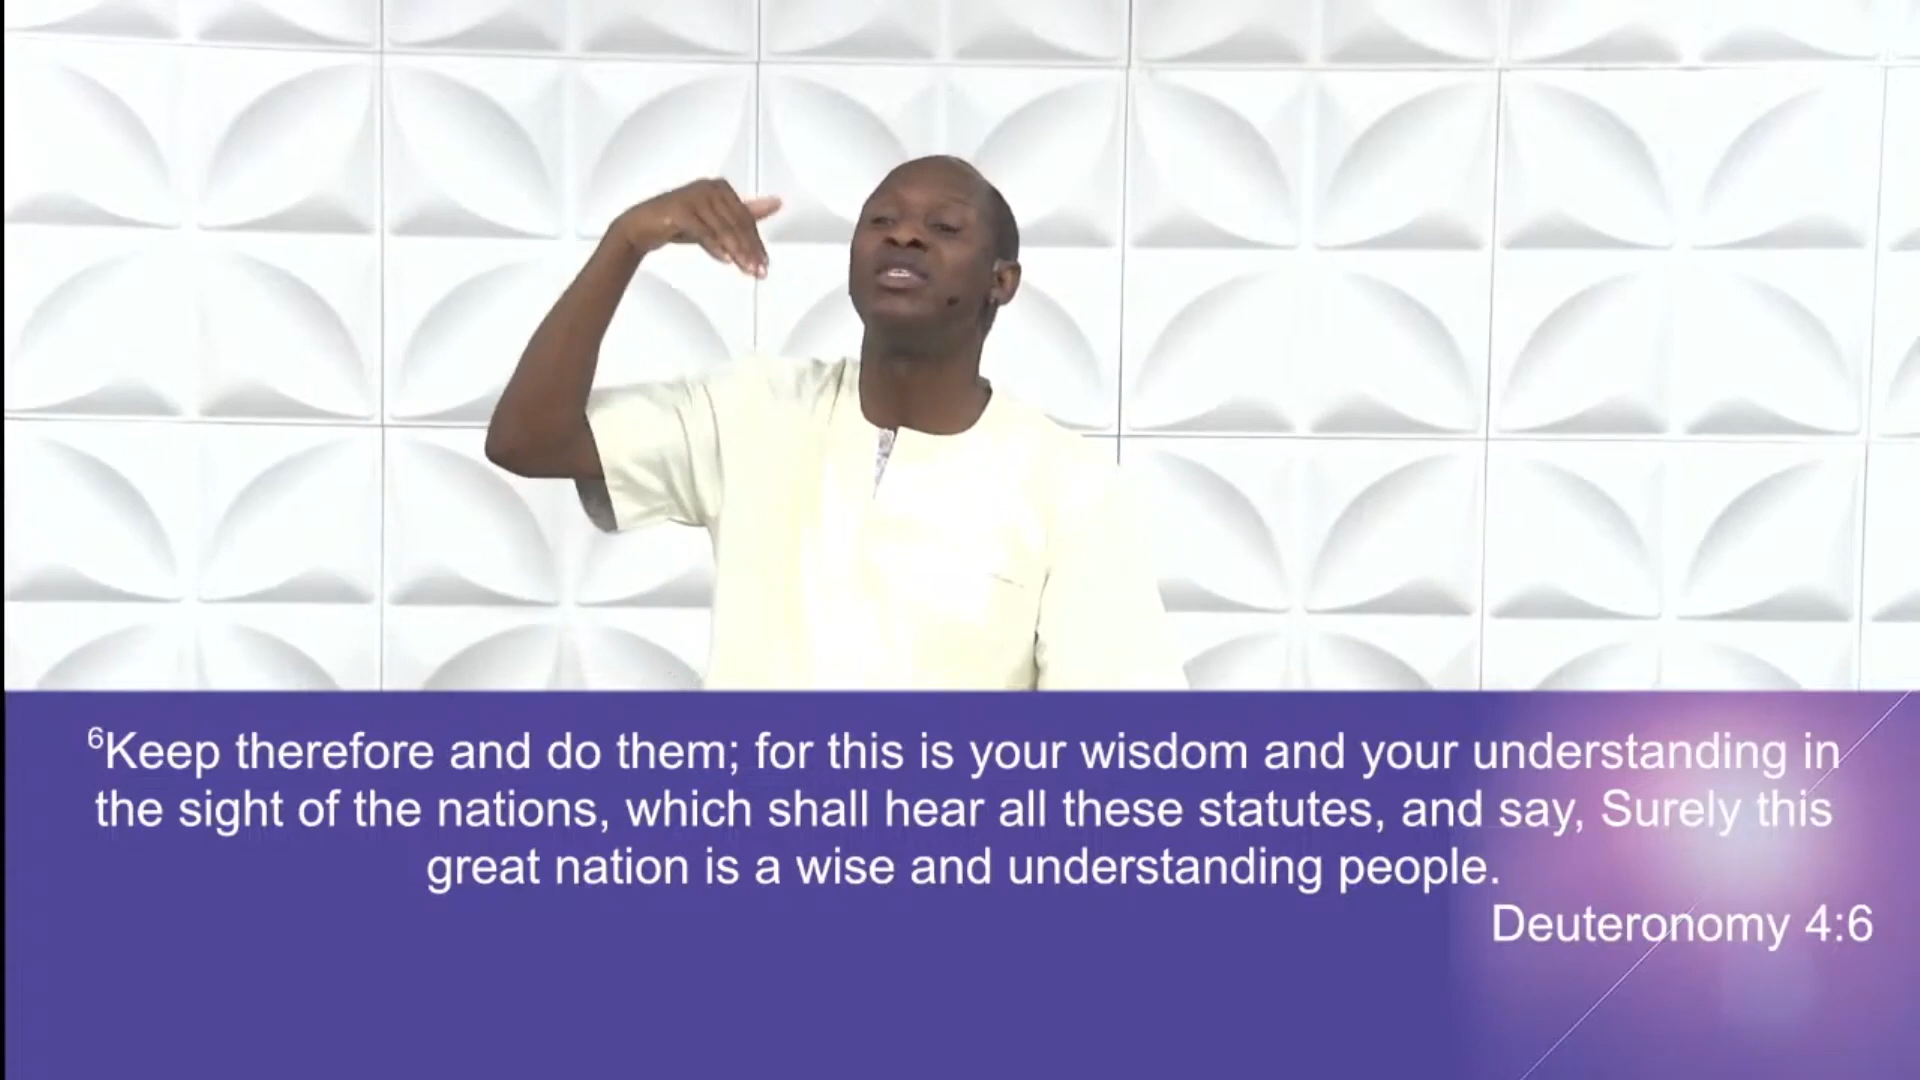 ⁶Keep therefore and do them; for this is your wisdom and your understanding in
the sight of the nations, which shall hear all these statutes, and say, Surely this
great nation is a wise and understanding people.
Deuteronomy 4:6